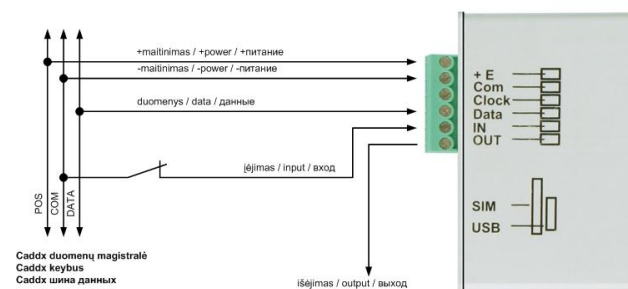 +maitinimas / +power / +питание
-maitinimas / -power / -питание
duomenys / data / данные
įėjimas / input / вход
POS
COM
DATA
Caddx duomenų magistralė
Caddx keybus
Caddx шина данных
išėjimas / output / выход
+ E
Com
Clock
Data
IN
OUT
SIM
USB